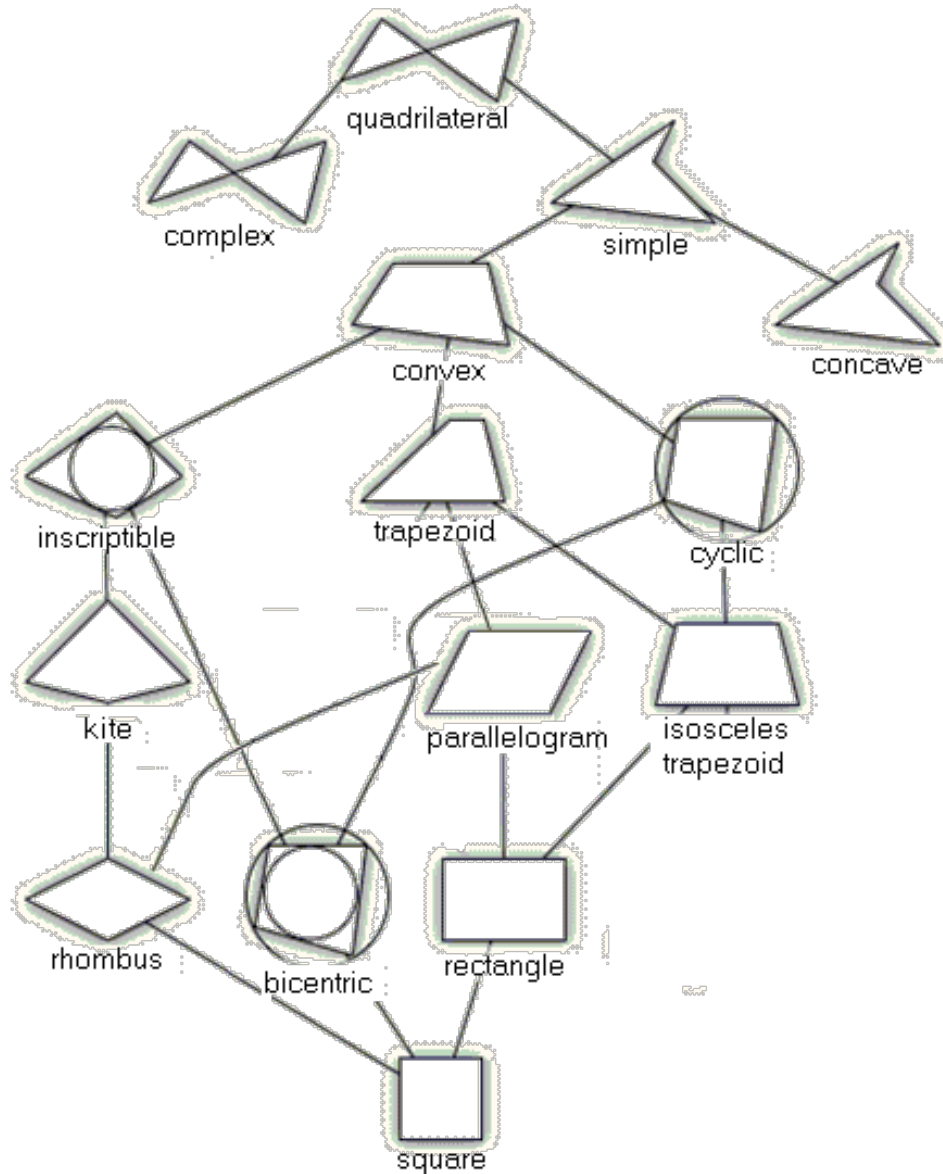 quadrilateral
complex
simple
convex
concave
inscriptible
trapezoid
cyclic
kite
parallelogram
isosceles
trapezoid
rhombus
bicentric
rectangle
square